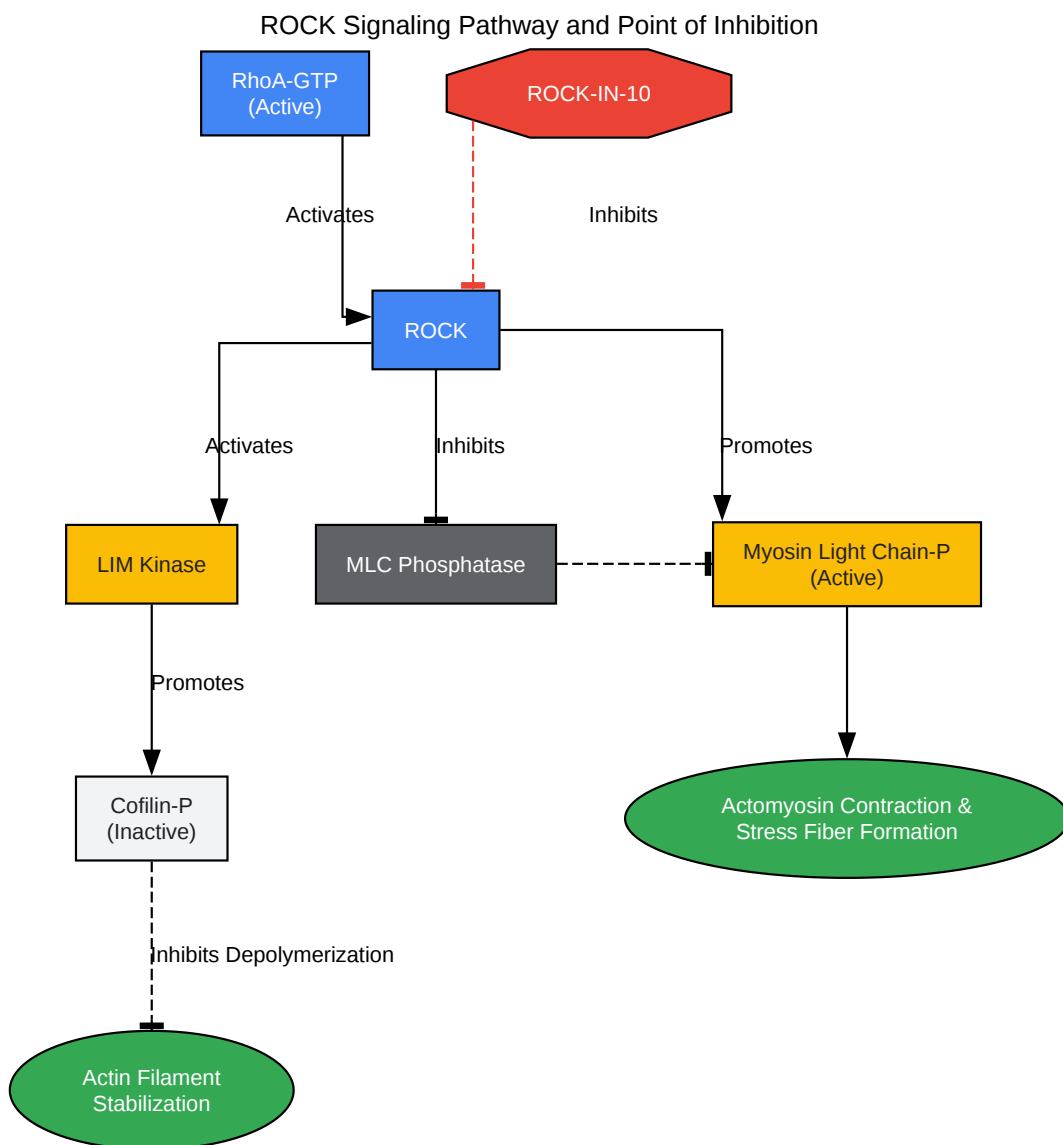 ROCK Signaling Pathway and Point of Inhibition
RhoA-GTP
(Active)
ROCK-IN-10
Activates
Inhibits
ROCK
Activates
Inhibits
Promotes
LIM Kinase
MLC Phosphatase
Myosin Light Chain-P
(Active)
Promotes
Cofilin-P
(Inactive)
Actomyosin Contraction &
Stress Fiber Formation
Inhibits Depolymerization
Actin Filament
Stabilization